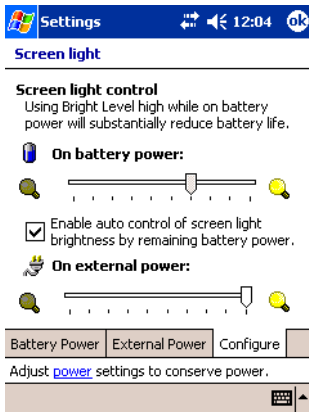 Settings 12:04 ok
Screen light
Screen light control
Using Bright Level high while on battery
power will substantially reduce battery life.
On battery power:
Enable auto control of screen light
brightness by remaining battery power.
On external power:
Battery Power External Power Configure
Adjust power settings to conserve power.